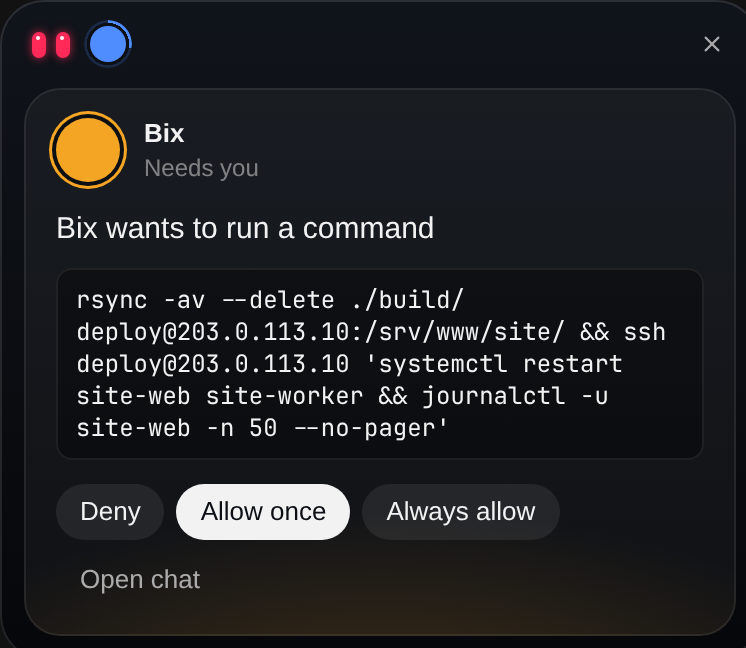 Bix
Needs you
Bix wants to run a command
rsync -av --delete ./build/
deploy@203.0.113.10:/srv/www/site/ && ssh
deploy@203.0.113.10 'systemctl restart
site-web site-worker && journalctl -u
site-web -n 50 --no-pager'
Deny
Allow once
Always allow
Open chat